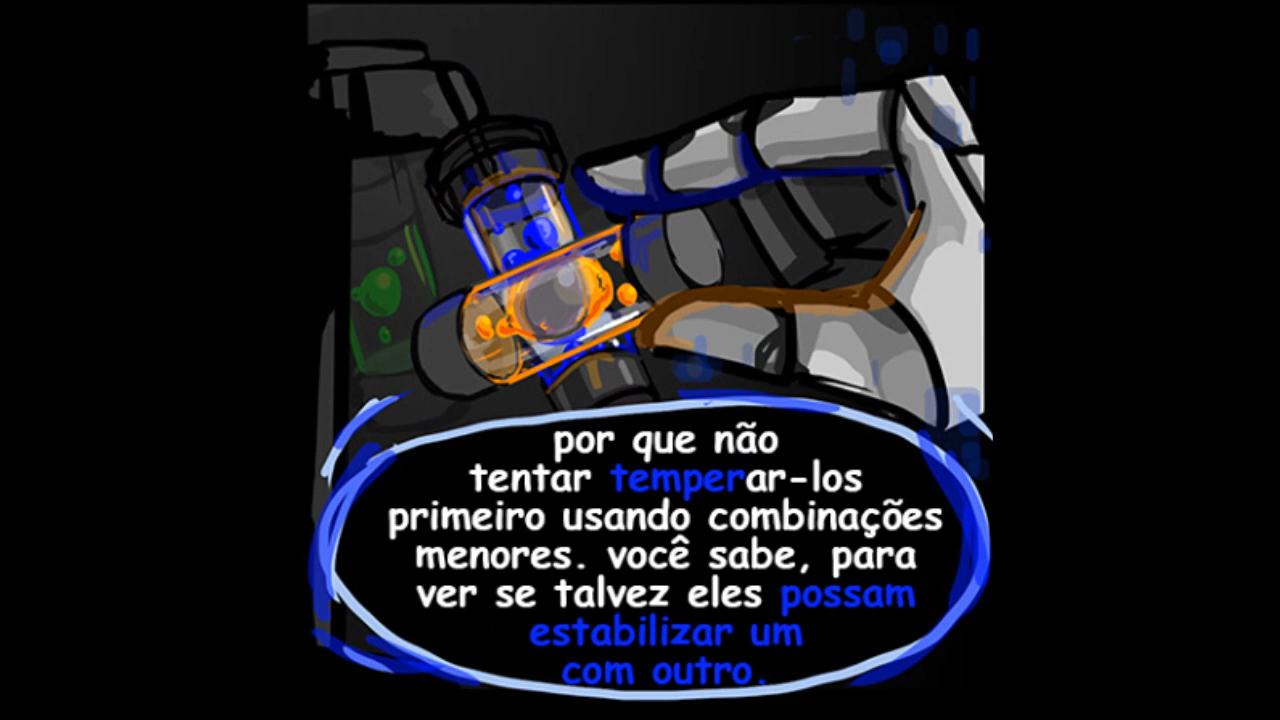 por que não
tentar temperar-los
primeiro usando combinações
menores. você sabe, para
ver se talvez eles possam
estabilizar um
com outro.